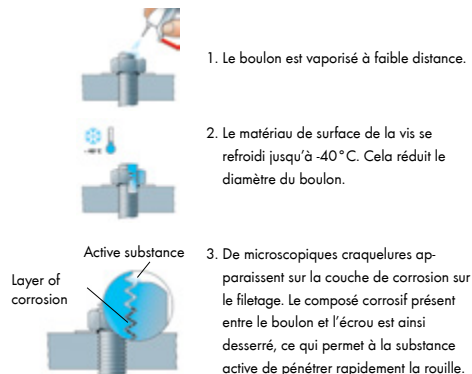 1. Le boulon est vaporisé à faible distance.
2. Le matériau de surface de la vis se
refroidi jusqu'à -40°C. Cela réduit le
diamètre du boulon.
Active substance
Layer of
corrosion
3. De microscopiques craquelures ap-
paraissent sur la couche de corrosion sur
le filetage. Le composé corrosif présent
entre le boulon et l'écrou est ainsi
desserré, ce qui permet à la substance
active de pénétrer rapidement la rouille.